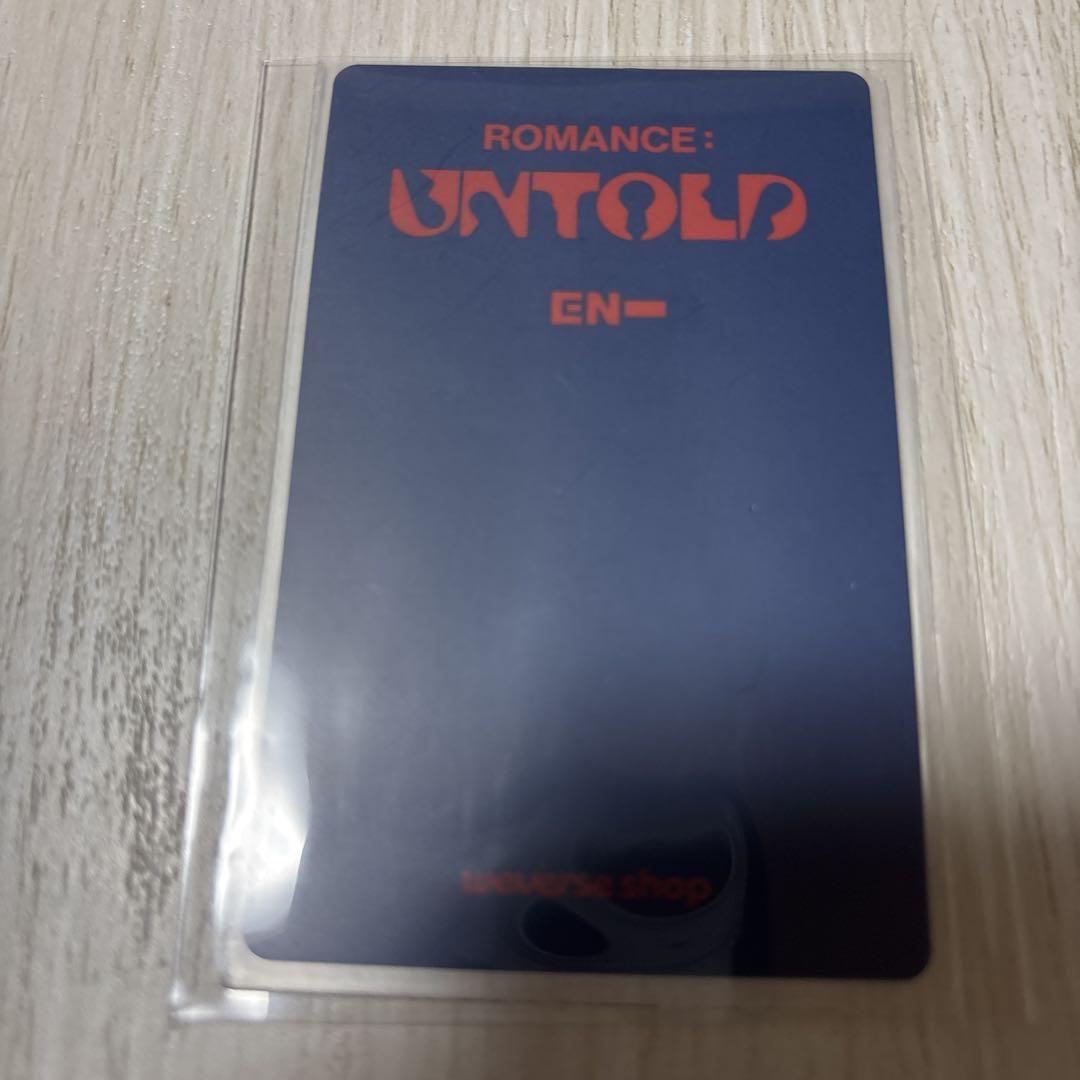 ROMANCE:
UNTOLD
EN-
weverse shop